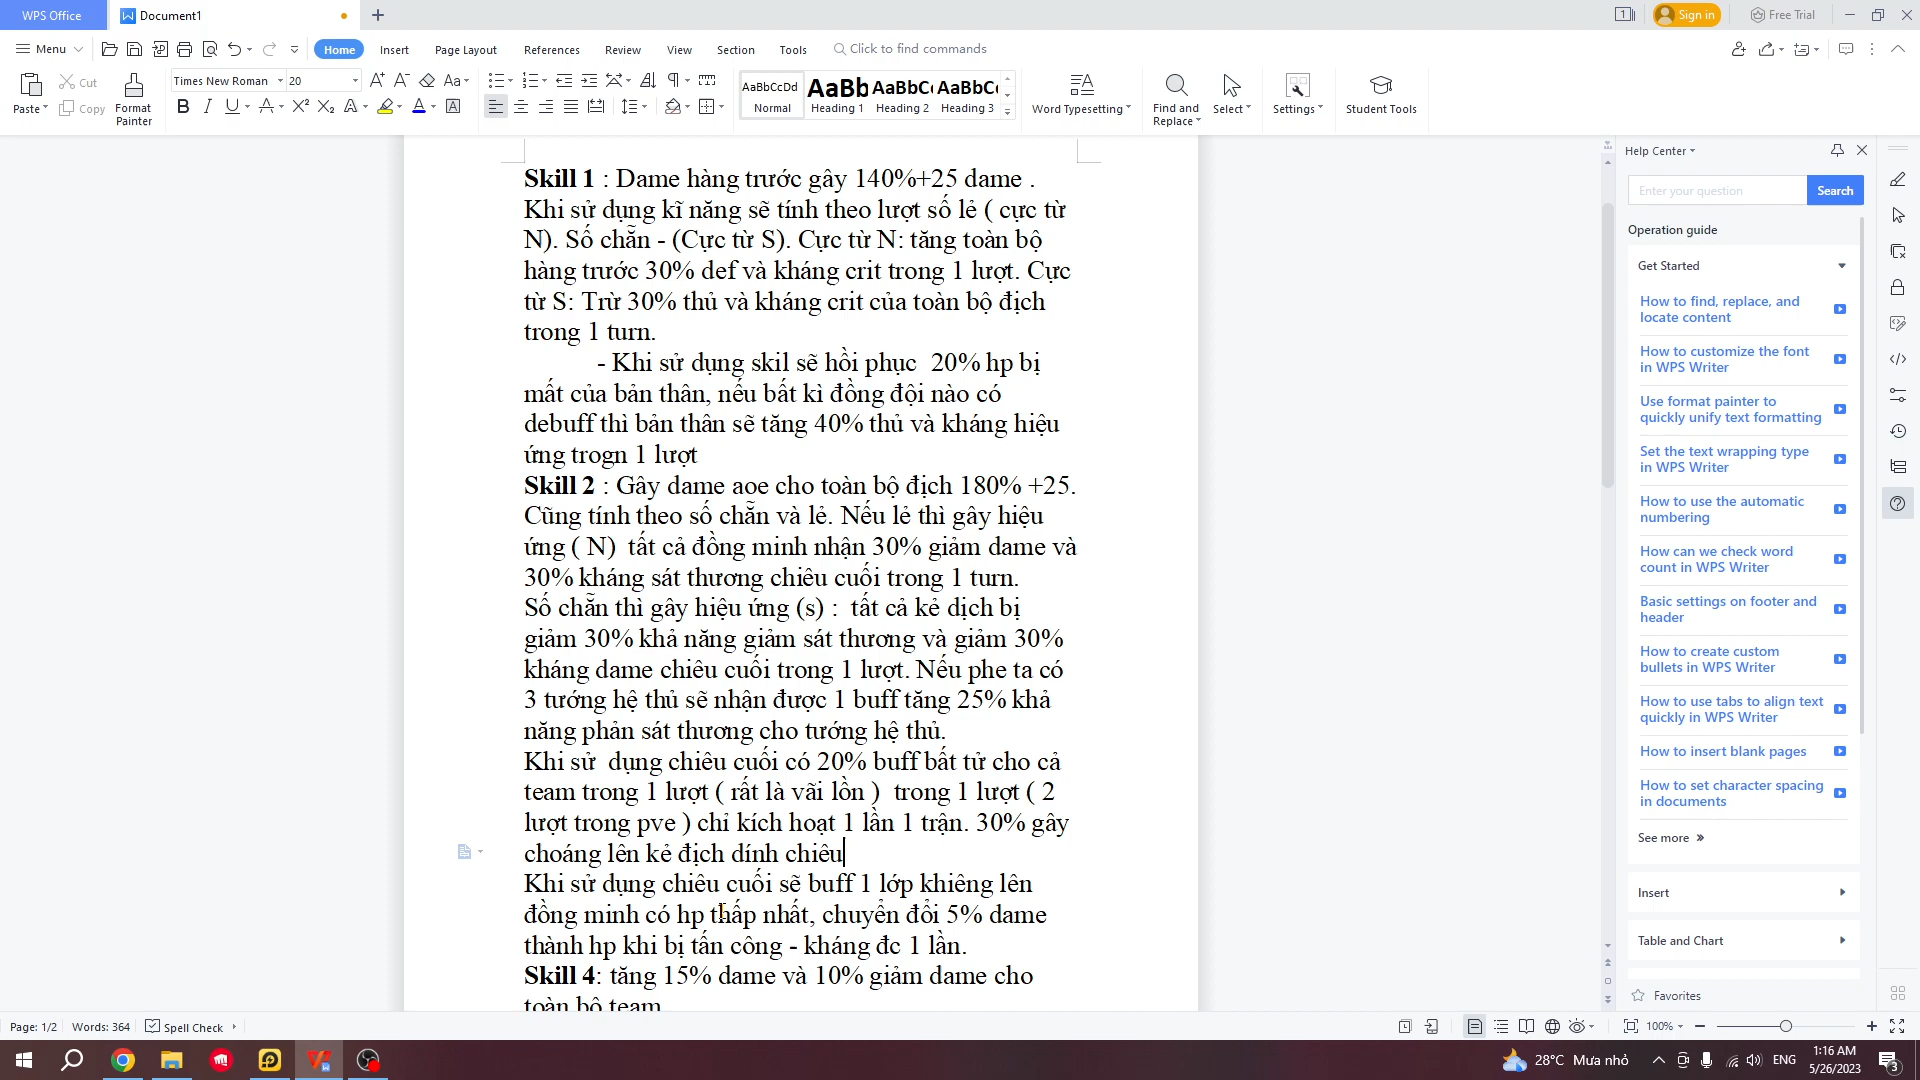 WPS Office
Document1
1
Sign in
Free Trial
Menu
Home
Insert
Page Layout
References
Review
View
Section
Tools
Click to find commands
Paste
Cut
Copy
Format
Painter
Times New Roman
20
AaBbCcDd
Normal
AaBb
Heading 1
AaBbC
Heading 2
AaBbC
Heading 3
Word Typesetting
Find and
Replace
Select
Settings
Student Tools
Skill 1 : Dame hàng trước gây 140%+25 dame .
Khi sử dụng kĩ năng sẽ tính theo lượt số lẻ ( cực từ
N). Số chẵn - (Cực từ S). Cực từ N: tăng toàn bộ
hàng trước 30% def và kháng crit trong 1 lượt. Cực
từ S: Trừ 30% thủ và kháng crit của toàn bộ địch
trong 1 turn.
- Khi sử dụng skil sẽ hồi phục 20% hp bị
mất của bản thân, nếu bất kì đồng đội nào có
debuff thì bản thân sẽ tăng 40% thủ và kháng hiệu
ứng trogn 1 lượt
Skill 2 : Gây dame aoe cho toàn bộ địch 180% +25.
Cũng tính theo số chẵn và lẻ. Nếu lẻ thì gây hiệu
ứng ( N) tất cả đồng minh nhận 30% giảm dame và
30% kháng sát thương chiêu cuối trong 1 turn.
Số chẵn thì gây hiệu ứng (s) : tất cả kẻ dịch bị
giảm 30% khả năng giảm sát thương và giảm 30%
kháng dame chiêu cuối trong 1 lượt. Nếu phe ta có
3 tướng hệ thủ sẽ nhận được 1 buff tăng 25% khả
năng phản sát thương cho tướng hệ thủ.
Khi sử dụng chiêu cuối có 20% buff bất tử cho cả
team trong 1 lượt ( rất là vãi lồn ) trong 1 lượt ( 2
lượt trong pve ) chỉ kích hoạt 1 lần 1 trận. 30% gây
choáng lên kẻ địch dính chiêu
Khi sử dụng chiêu cuối sẽ buff 1 lớp khiêng lên
đồng minh có hp thấp nhất, chuyển đổi 5% dame
thành hp khi bị tấn công - kháng đc 1 lần.
Skill 4: tăng 15% dame và 10% giảm dame cho
toàn bộ team
Help Center
Enter your question
Search
Operation guide
Get Started
How to find, replace, and
locate content
How to customize the font
in WPS Writer
Use format painter to
quickly unify text formatting
Set the text wrapping type
in WPS Writer
How to use the automatic
numbering
How can we check word
count in WPS Writer
Basic settings on footer and
header
How to create custom
bullets in WPS Writer
How to use tabs to align text
quickly in WPS Writer
How to insert blank pages
How to set character spacing
in documents
See more
Insert
Table and Chart
Favorites
Page: 1/2
Words: 364
Spell Check
100%
28°C Mưa nhỏ
ENG
1:16 AM
5/26/2023
3